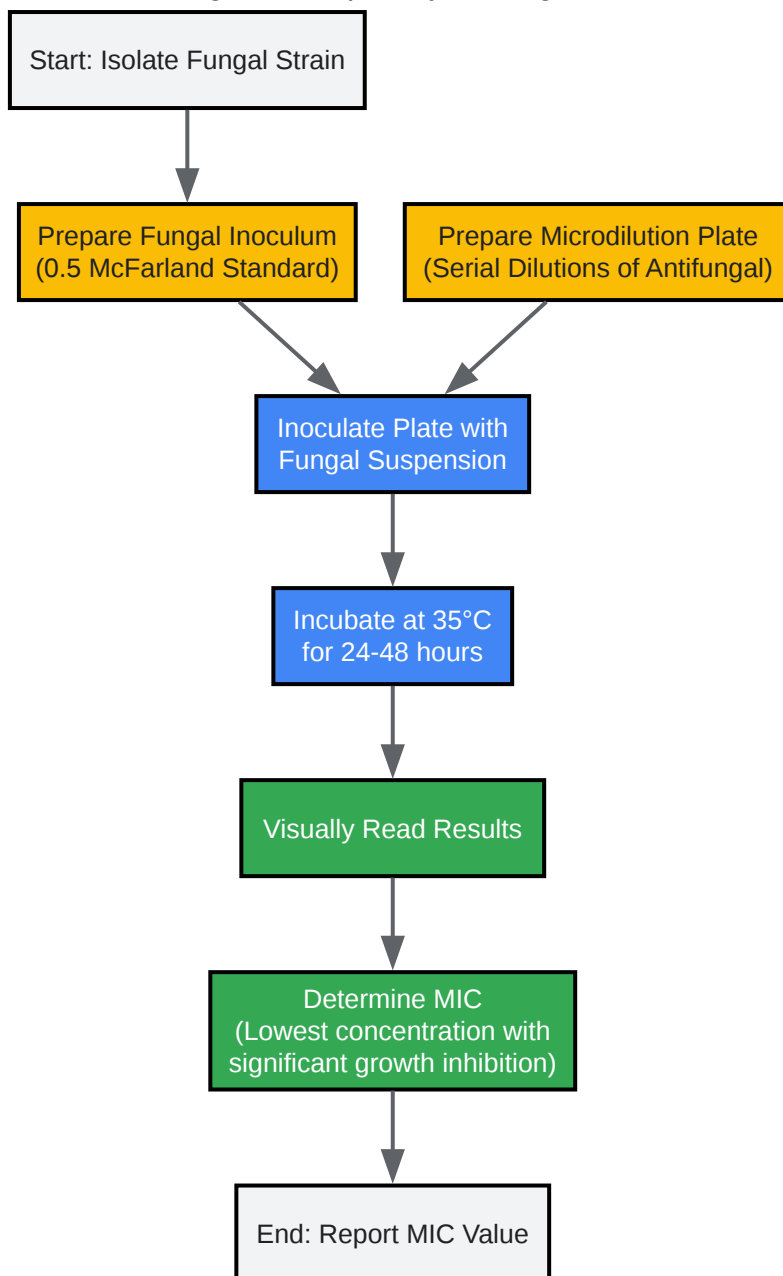 Start: Isolate Fungal Strain
Prepare Fungal Inoculum
(0.5 McFarland Standard)
Prepare Microdilution Plate
(Serial Dilutions of Antifungal)
Inoculate Plate with
Fungal Suspension
Incubate at 35°C
for 24-48 hours
Visually Read Results
Determine MIC
(Lowest concentration with
significant growth inhibition)
End: Report MIC Value